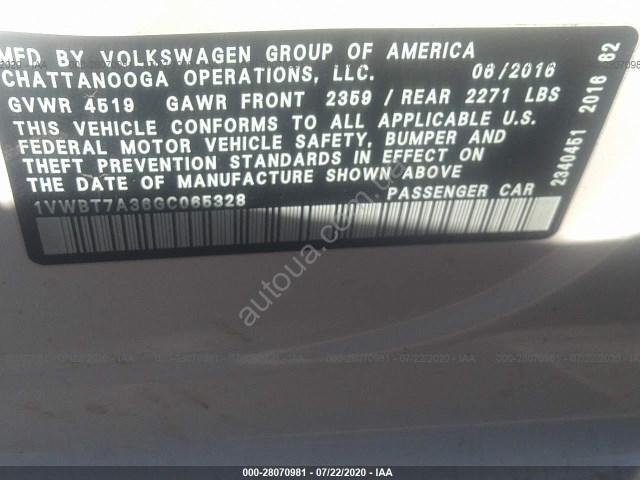 MFD BY VOLKSWAGEN GROUP OF AMERICA
CHATTANOOGA OPERATIONS, LLC. 06/2016
GVWR 4519 GAWR FRONT 2359 / REAR 2271 LBS
THIS VEHICLE CONFORMS TO ALL APPLICABLE U.S.
FEDERAL MOTOR VEHICLE SAFETY, BUMPER AND
THEFT PREVENTION STANDARDS IN EFFECT ON
THE DATE OF MANUFACTURE SHOWN ABOVE
1VWBT7A36GC065328 PASSENGER CAR
2340451 2016 82
autoua.com
000-28070981 - 07/22/2020 - IAA